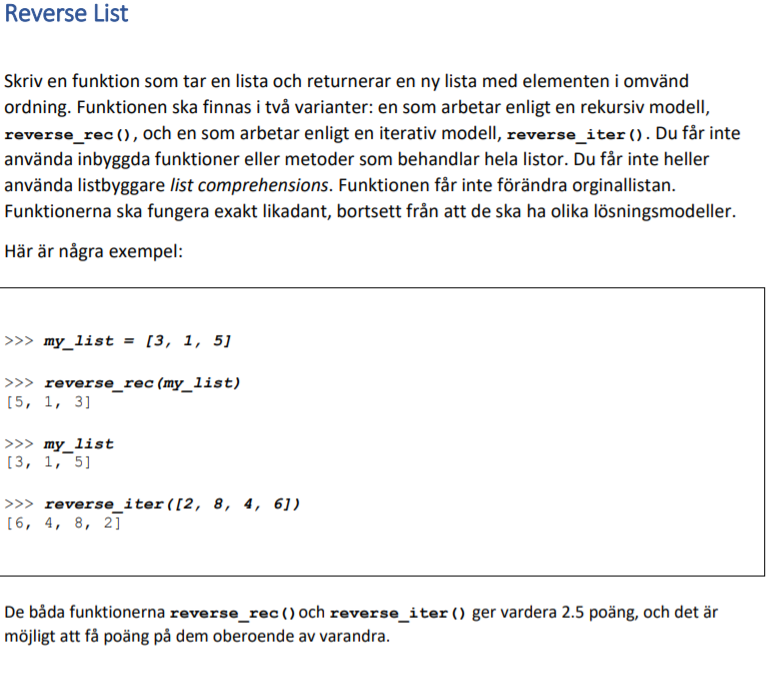 Reverse List
Skriv en funktion som tar en lista och returnerar en ny lista med elementen i omvänd
ordning. Funktionen ska finnas i två varianter: en som arbetar enligt en rekursiv modell,
reverse_rec(), och en som arbetar enligt en iterativ modell, reverse_iter(). Du får inte
använda inbyggda funktioner eller metoder som behandlar hela listor. Du får inte heller
använda listbyggare list comprehensions. Funktionen får inte förändra orginallistan.
Funktionerna ska fungera exakt likadant, bortsett från att de ska ha olika lösningsmodeller.
Här är några exempel:
>>> my_list = [3, 1, 5]
>>> reverse_rec(my_list)
[5, 1, 3]
>>> my_list
[3, 1, 5]
>>> reverse_iter([2, 8, 4, 6])
[6, 4, 8, 2]
De båda funktionerna reverse_rec()och reverse_iter() ger vardera 2.5 poäng, och det är
möjligt att få poäng på dem oberoende av varandra.